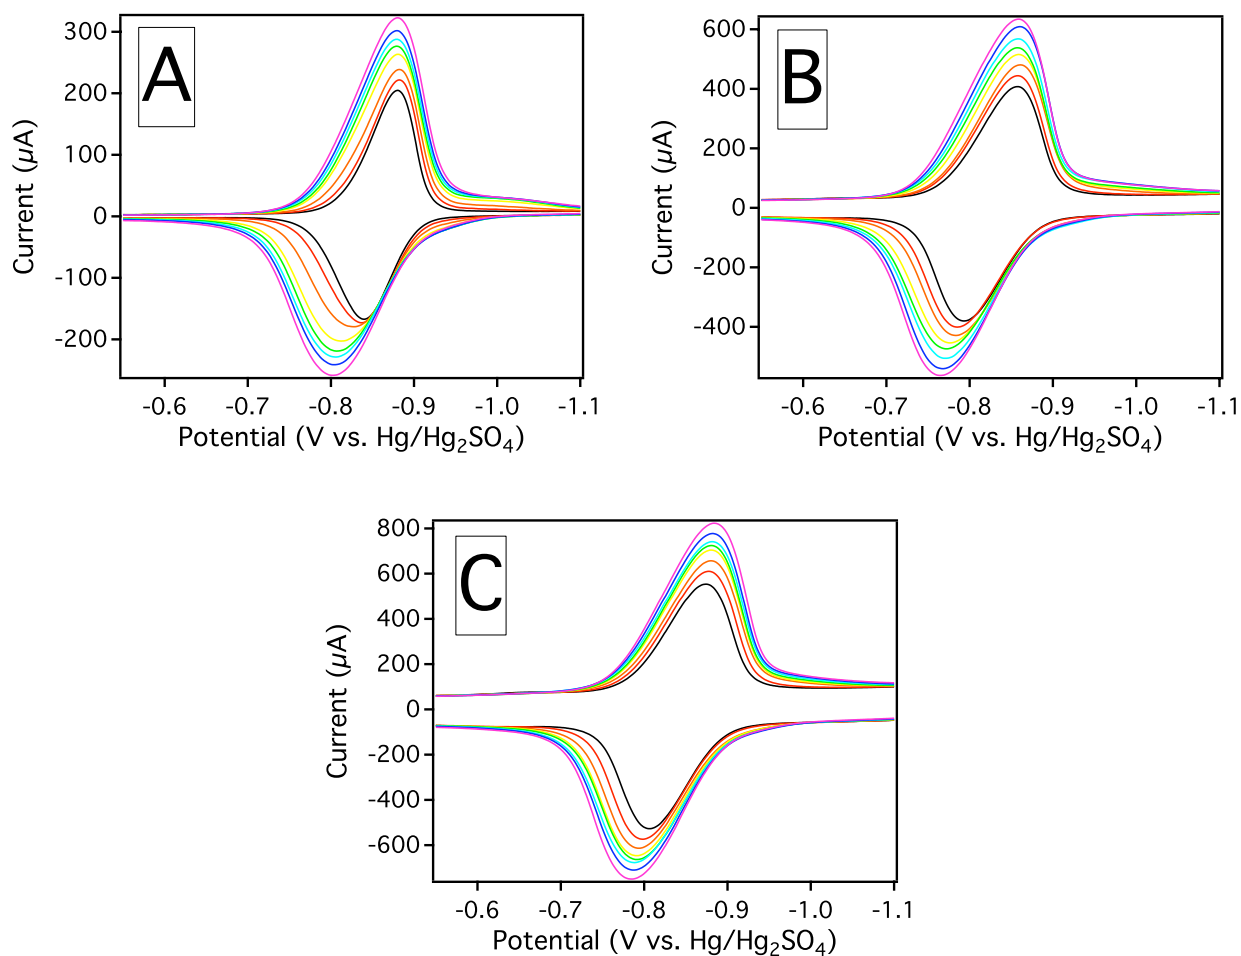 A
300
200
100
0
-100
-200
Current (µA)
-0.6 -0.7 -0.8 -0.9 -1.0 -1.1
Potential (V vs. Hg/Hg₂SO₄)
B
600
400
200
0
-200
-400
Current (µA)
-0.6 -0.7 -0.8 -0.9 -1.0 -1.1
Potential (V vs. Hg/Hg₂SO₄)
C
800
600
400
200
0
-200
-400
-600
Current (µA)
-0.6 -0.7 -0.8 -0.9 -1.0 -1.1
Potential (V vs. Hg/Hg₂SO₄)